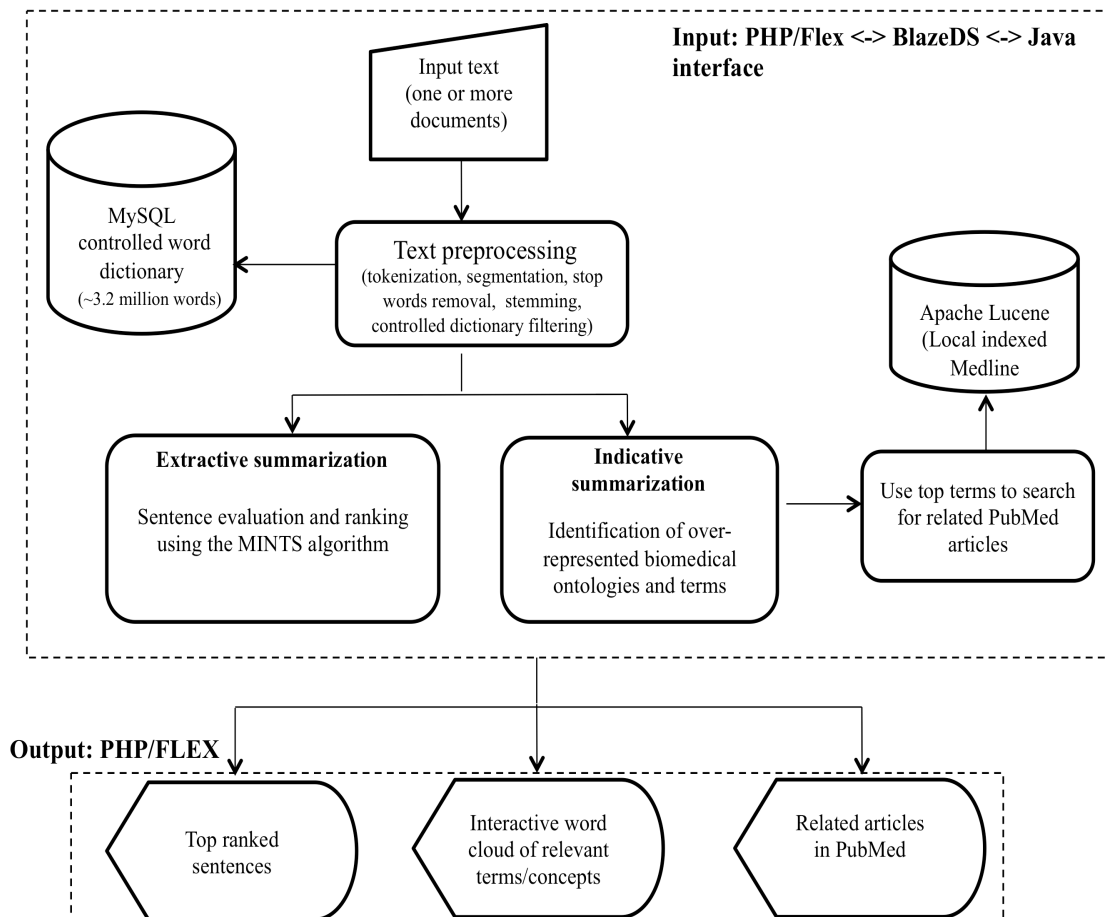 Input: PHP/Flex <-> BlazeDS <-> Java
interface
Input text
(one or more
documents)
MySQL
controlled word
dictionary
(~3.2 million words)
Text preprocessing
(tokenization, segmentation, stop
words removal, stemming,
controlled dictionary filtering)
Apache Lucene
(Local indexed
Medline
Extractive summarization
Sentence evaluation and ranking
using the MINTS algorithm
Indicative
summarization
Identification of over-
represented biomedical
ontologies and terms
Use top terms to search
for related PubMed
articles
Output: PHP/FLEX
Top ranked
sentences
Interactive word
cloud of relevant
terms/concepts
Related articles
in PubMed